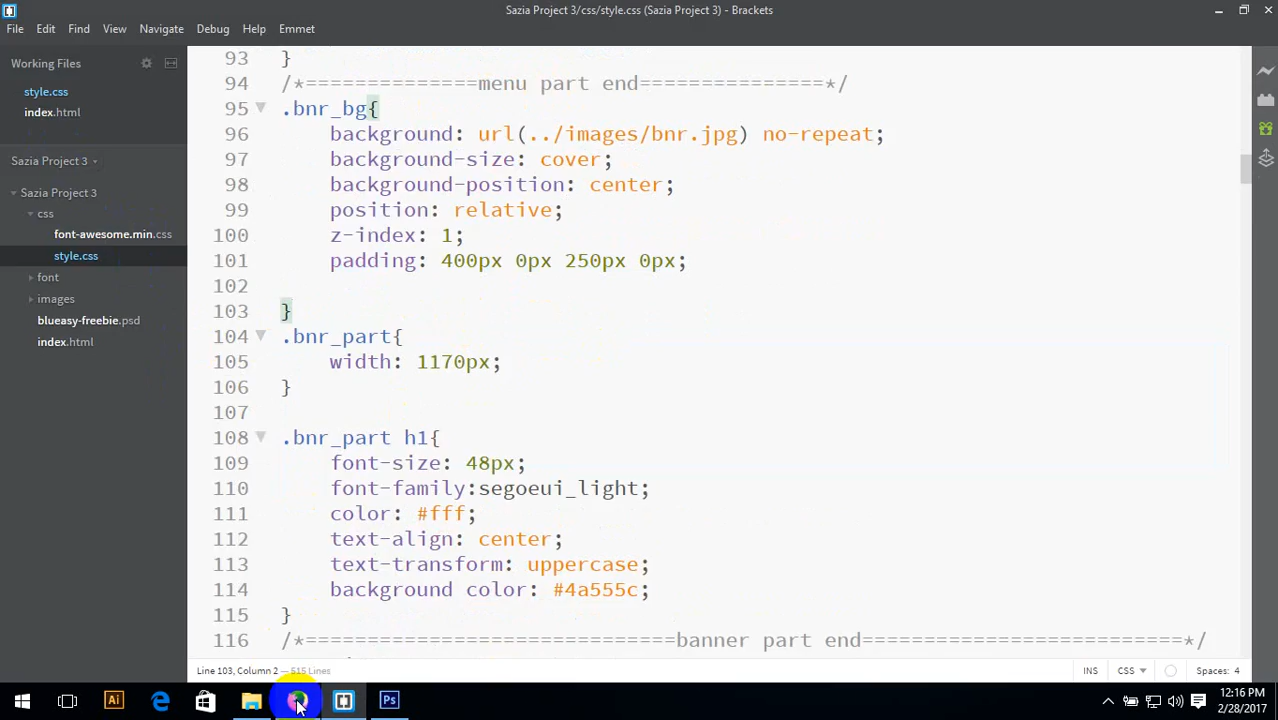 Sazia Project 3/css/style.css (Sazia Project 3) - Brackets
File Edit Find View Navigate Debug Help Emmet
Working Files
style.css
index.html
Sazia Project 3
Sazia Project 3
css
font-awesome.min.css
style.css
font
images
blueasy-freebie.psd
index.html
93 }
94 /*=============menu part end===============*/
95 .bnr_bg{
96 background: url(../images/bnr.jpg) no-repeat;
97 background-size: cover;
98 background-position: center;
99 position: relative;
100 z-index: 1;
101 padding: 400px 0px 250px 0px;
102
103 }
104 .bnr_part{
105 width: 1170px;
106 }
107
108 .bnr_part h1{
109 font-size: 48px;
110 font-family:segoeui_light;
111 color: #fff;
112 text-align: center;
113 text-transform: uppercase;
114 background color: #4a555c;
115 }
116 /*==============================banner part end==========================*/
Line 103, Column 2 — 515 Lines
INS CSS Spaces: 4
Ai
Ps
12:16 PM
2/28/2017